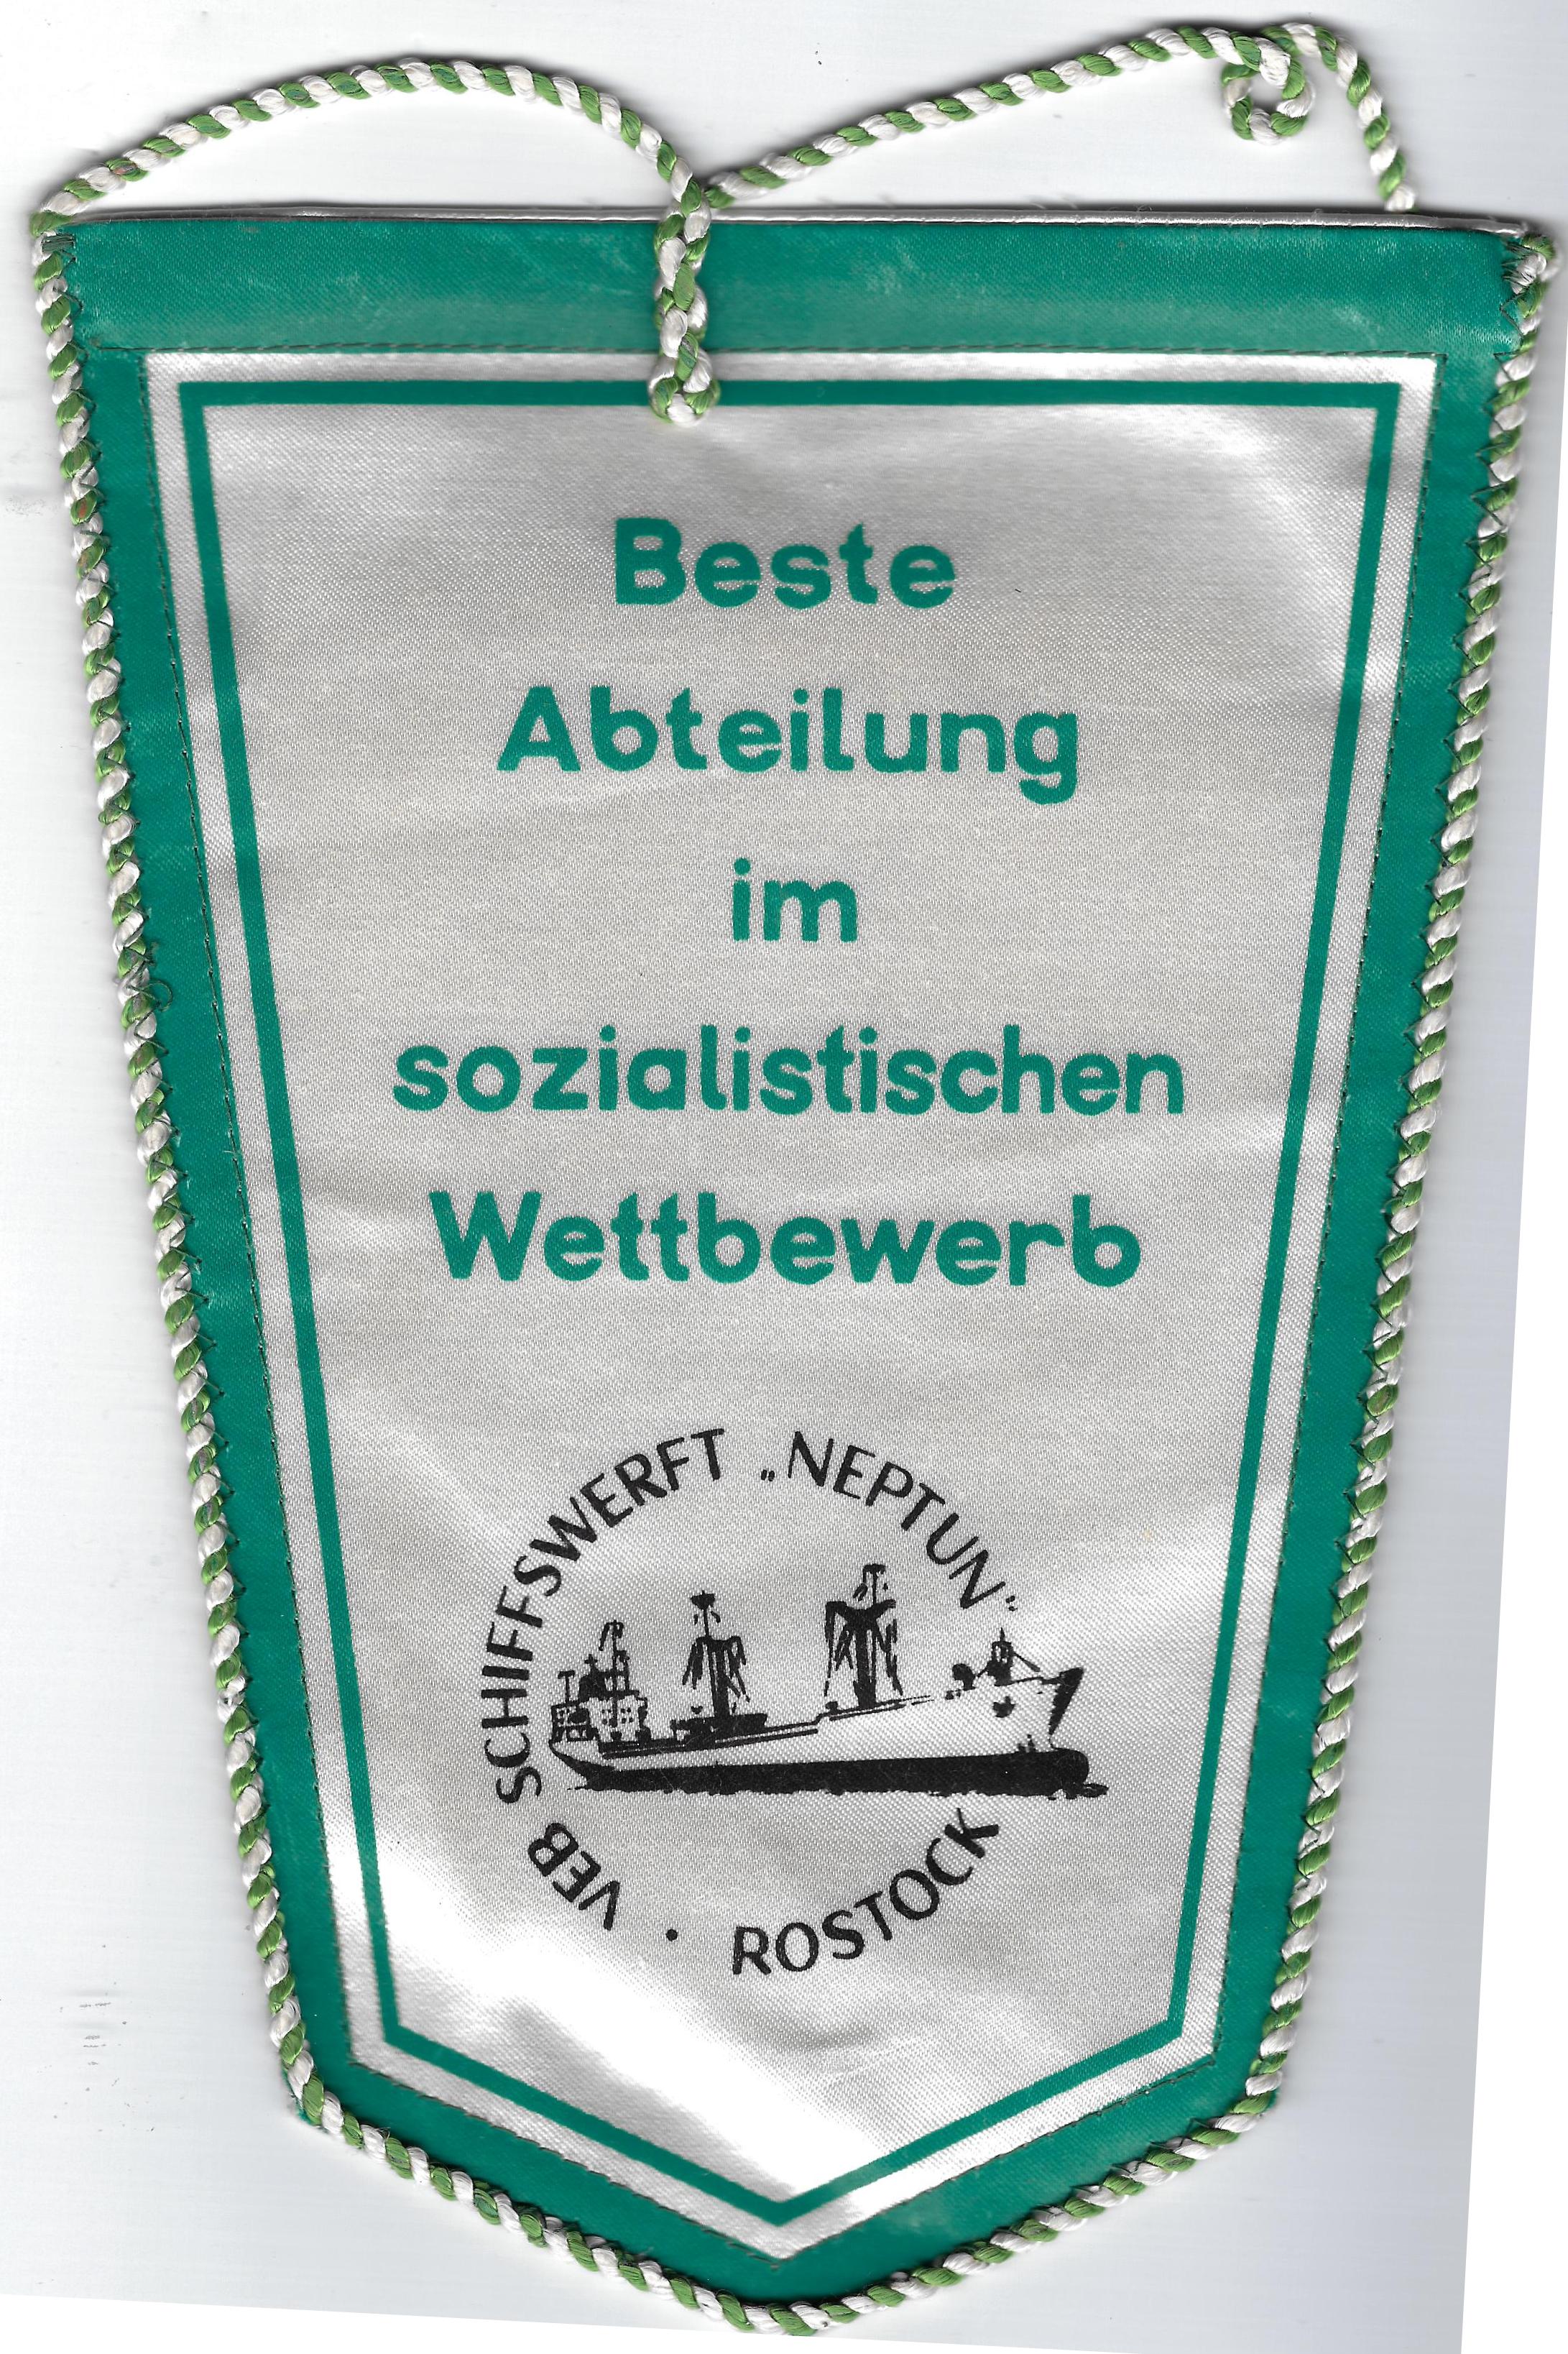 Beste
Abteilung
im
sozialistischen
Wettbewerb
VEB SCHIFFSWERFT „NEPTUN“
· ROSTOCK